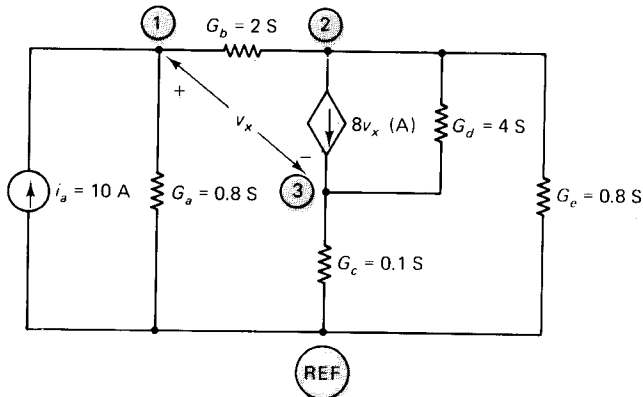 1
G_b = 2 S
2
+
v_x
8v_x (A)
G_d = 4 S
−
3
i_a = 10 A
G_a = 0.8 S
G_e = 0.8 S
G_c = 0.1 S
REF